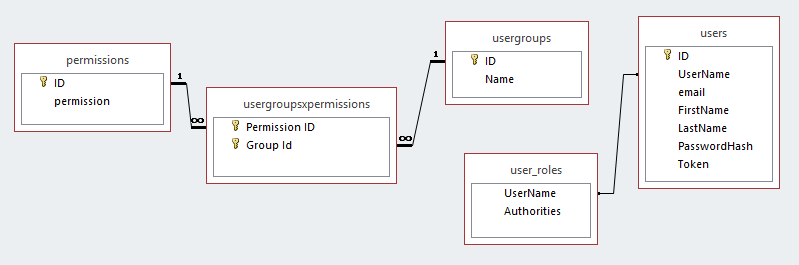 permissions
ID
permission
1
∞
usergroupsxpermissions
Permission ID
Group Id
∞
1
usergroups
ID
Name
user_roles
UserName
Authorities
users
ID
UserName
email
FirstName
LastName
PasswordHash
Token